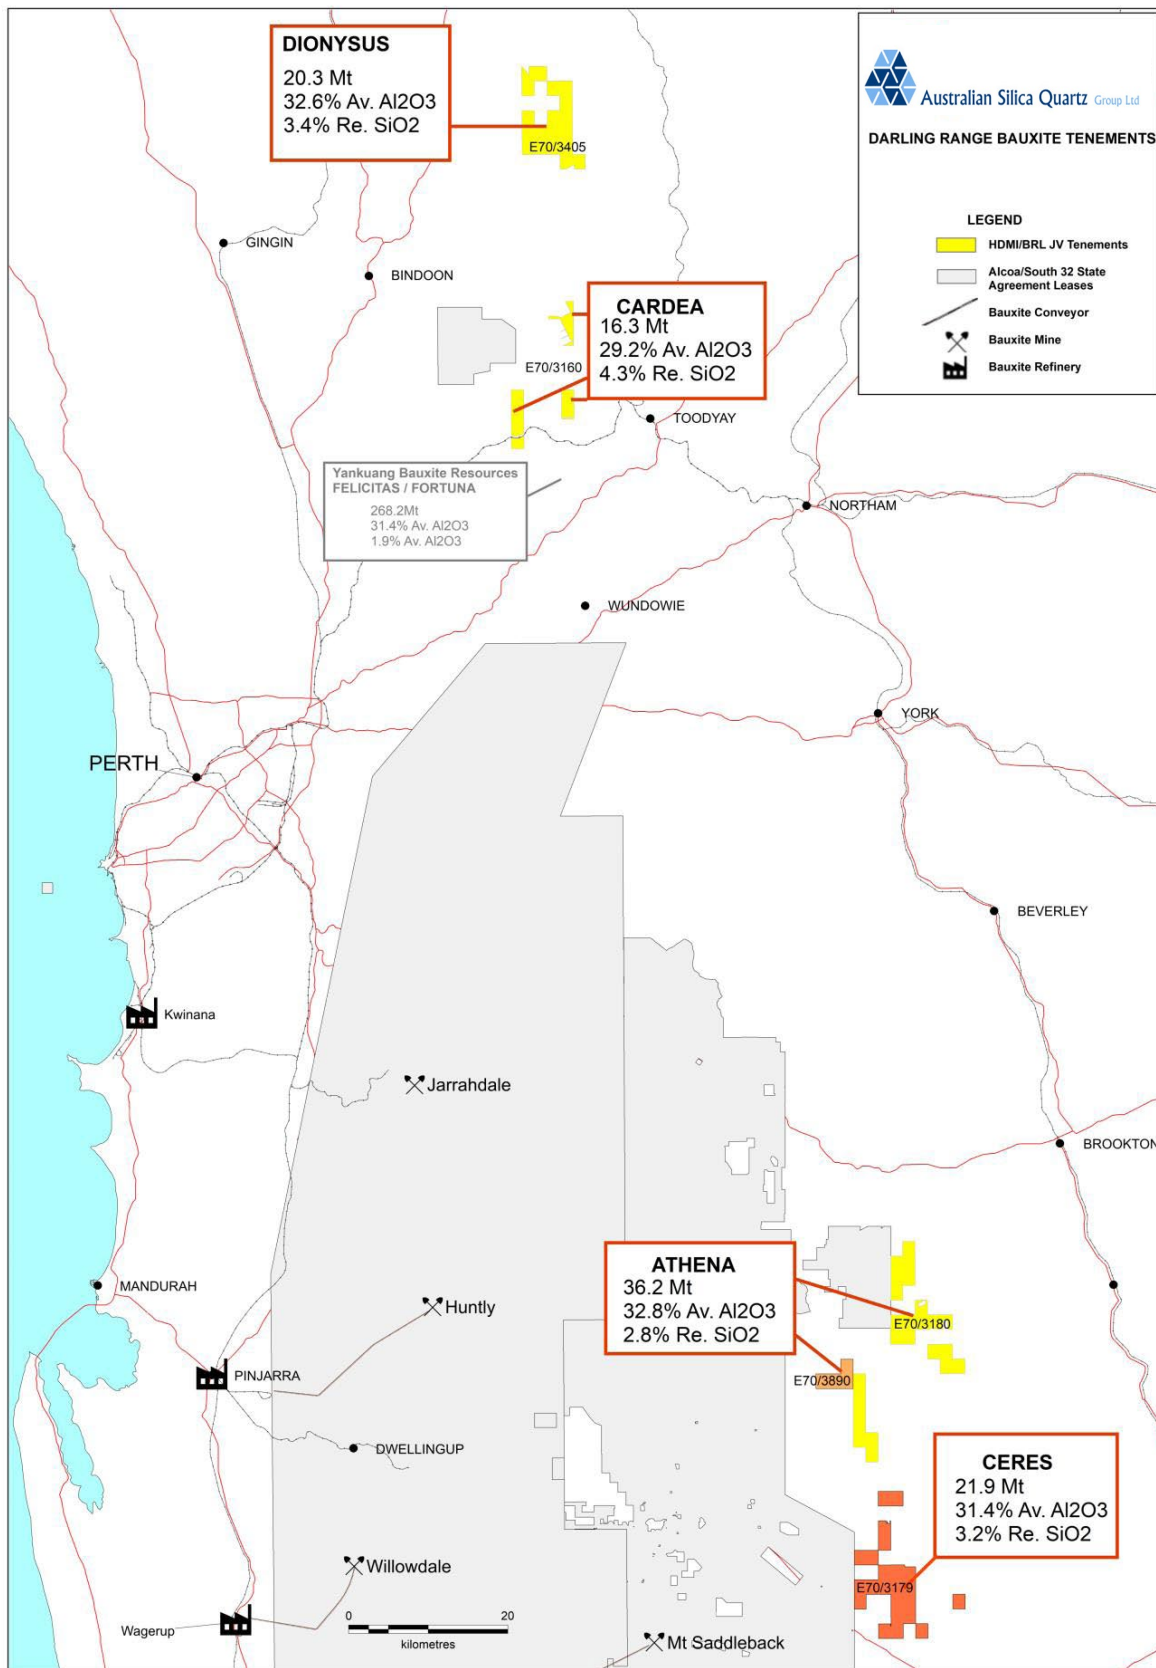 DIONYSUS
20.3 Mt
32.6% Av. Al2O3
3.4% Re. SiO2
E70/3405
Australian Silica Quartz Group Ltd
DARLING RANGE BAUXITE TENEMENTS
LEGEND
HDMI/BRL JV Tenements
Alcoa/South 32 State
Agreement Leases
Bauxite Conveyor
Bauxite Mine
Bauxite Refinery
GINGIN
BINDOON
CARDEA
16.3 Mt
29.2% Av. Al2O3
4.3% Re. SiO2
E70/3160
TOODYAY
Yankuang Bauxite Resources
FELICITAS / FORTUNA
268.2Mt
31.4% Av. Al2O3
1.9% Av. Al2O3
NORTHAM
WUNDOWIE
YORK
PERTH
BEVERLEY
Kwinana
Jarrahdale
BROOKTON
ATHENA
36.2 Mt
32.8% Av. Al2O3
2.8% Re. SiO2
MANDURAH
Huntly
E70/3180
PINJARRA
E70/3890
DWELLINGUP
CERES
21.9 Mt
31.4% Av. Al2O3
3.2% Re. SiO2
Willowdale
E70/3179
Wagerup
0 20
kilometres
Mt Saddleback